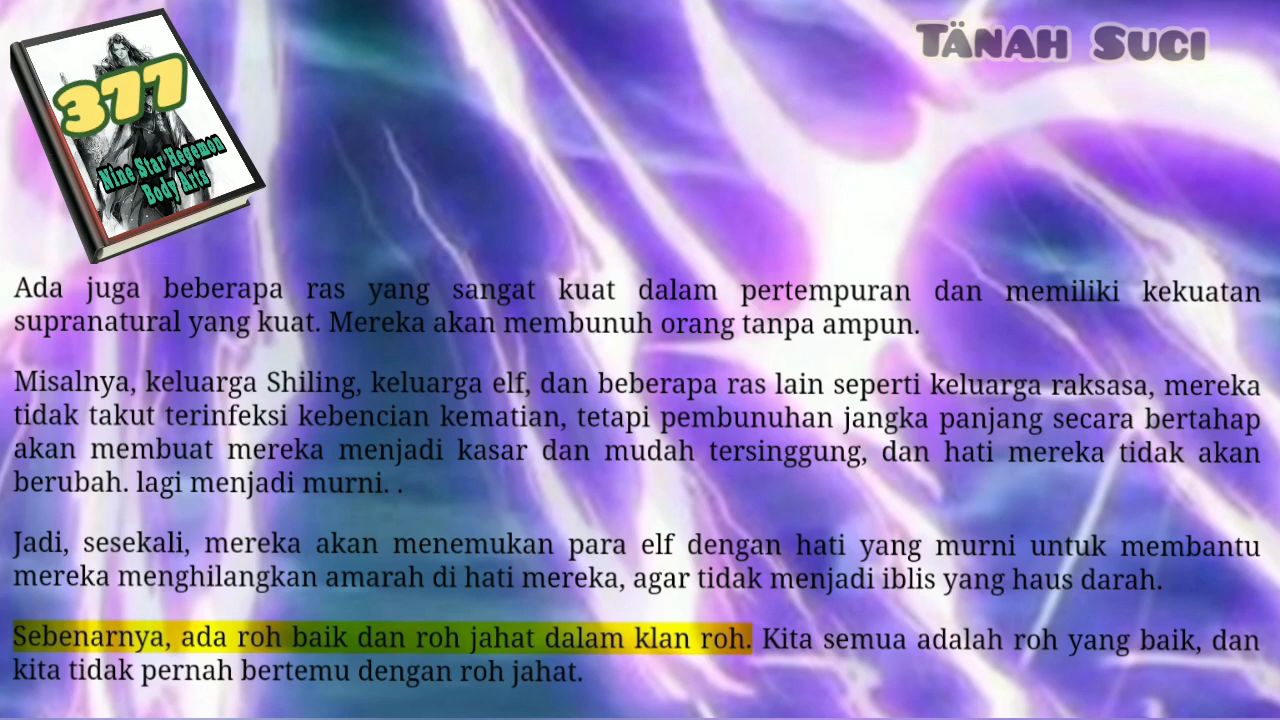 TÄNAH SUCI
377
Nine Star Hegemon
Body Arts
Ada juga beberapa ras yang sangat kuat dalam pertempuran dan memiliki kekuatan
supranatural yang kuat. Mereka akan membunuh orang tanpa ampun.
Misalnya, keluarga Shiling, keluarga elf, dan beberapa ras lain seperti keluarga raksasa, mereka
tidak takut terinfeksi kebencian kematian, tetapi pembunuhan jangka panjang secara bertahap
akan membuat mereka menjadi kasar dan mudah tersinggung, dan hati mereka tidak akan
berubah. lagi menjadi murni. .
Jadi, sesekali, mereka akan menemukan para elf dengan hati yang murni untuk membantu
mereka menghilangkan amarah di hati mereka, agar tidak menjadi iblis yang haus darah.
Sebenarnya, ada roh baik dan roh jahat dalam klan roh. Kita semua adalah roh yang baik, dan
kita tidak pernah bertemu dengan roh jahat.